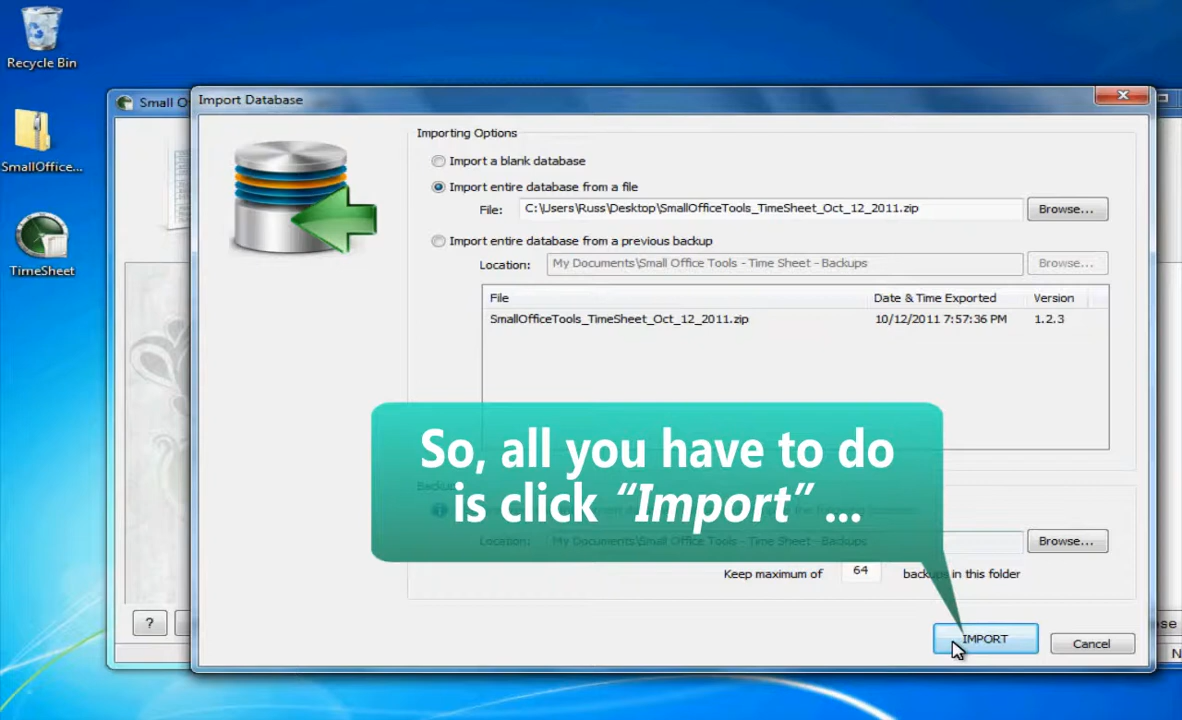 Recycle Bin
SmallOffice...
TimeSheet
Small O
Import Database
Importing Options
Import a blank database
Import entire database from a file
File: C:\Users\Russ\Desktop\SmallOfficeTools_TimeSheet_Oct_12_2011.zip Browse...
Import entire database from a previous backup
Location: My Documents\Small Office Tools - Time Sheet - Backups Browse...
File Date & Time Exported Version
SmallOfficeTools_TimeSheet_Oct_12_2011.zip 10/12/2011 7:57:36 PM 1.2.3
So, all you have to do
is click “Import” ...
Backup
Location: My Documents\Small Office Tools - Time Sheet - Backups Browse...
Keep maximum of 64 backups in this folder
?
IMPORT Cancel
se
N